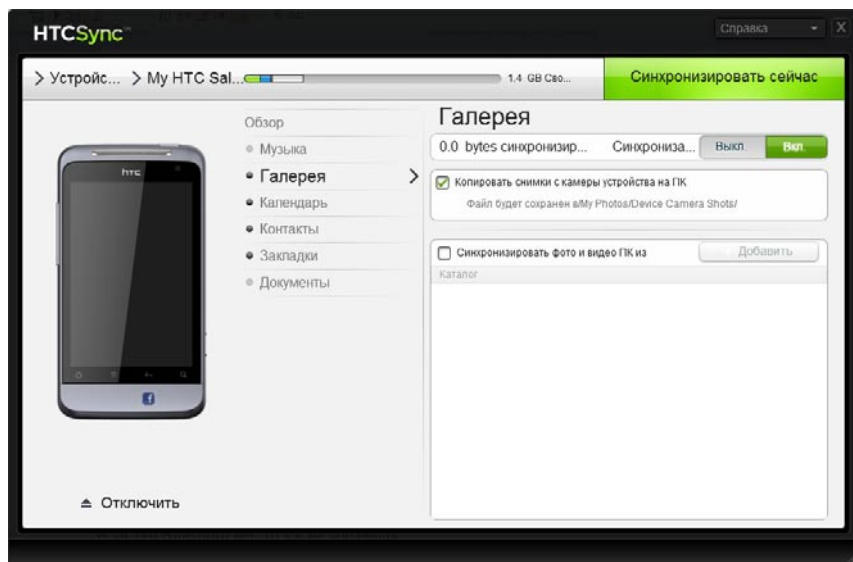 HTCSync™
Справка
X
> Устройс... > My HTC Sal...
1.4 GB Сво...
Синхронизировать сейчас
Обзор
Музыка
Галерея
Календарь
Контакты
Закладки
Документы
hTC
Отключить
Галерея
0.0 bytes синхронизир... Синхрониза... Выкл. Вкл.
Копировать снимки с камеры устройства на ПК
Файл будет сохранен в/My Photos/Device Camera Shots/
Синхронизировать фото и видео ПК из Добавить
Каталог